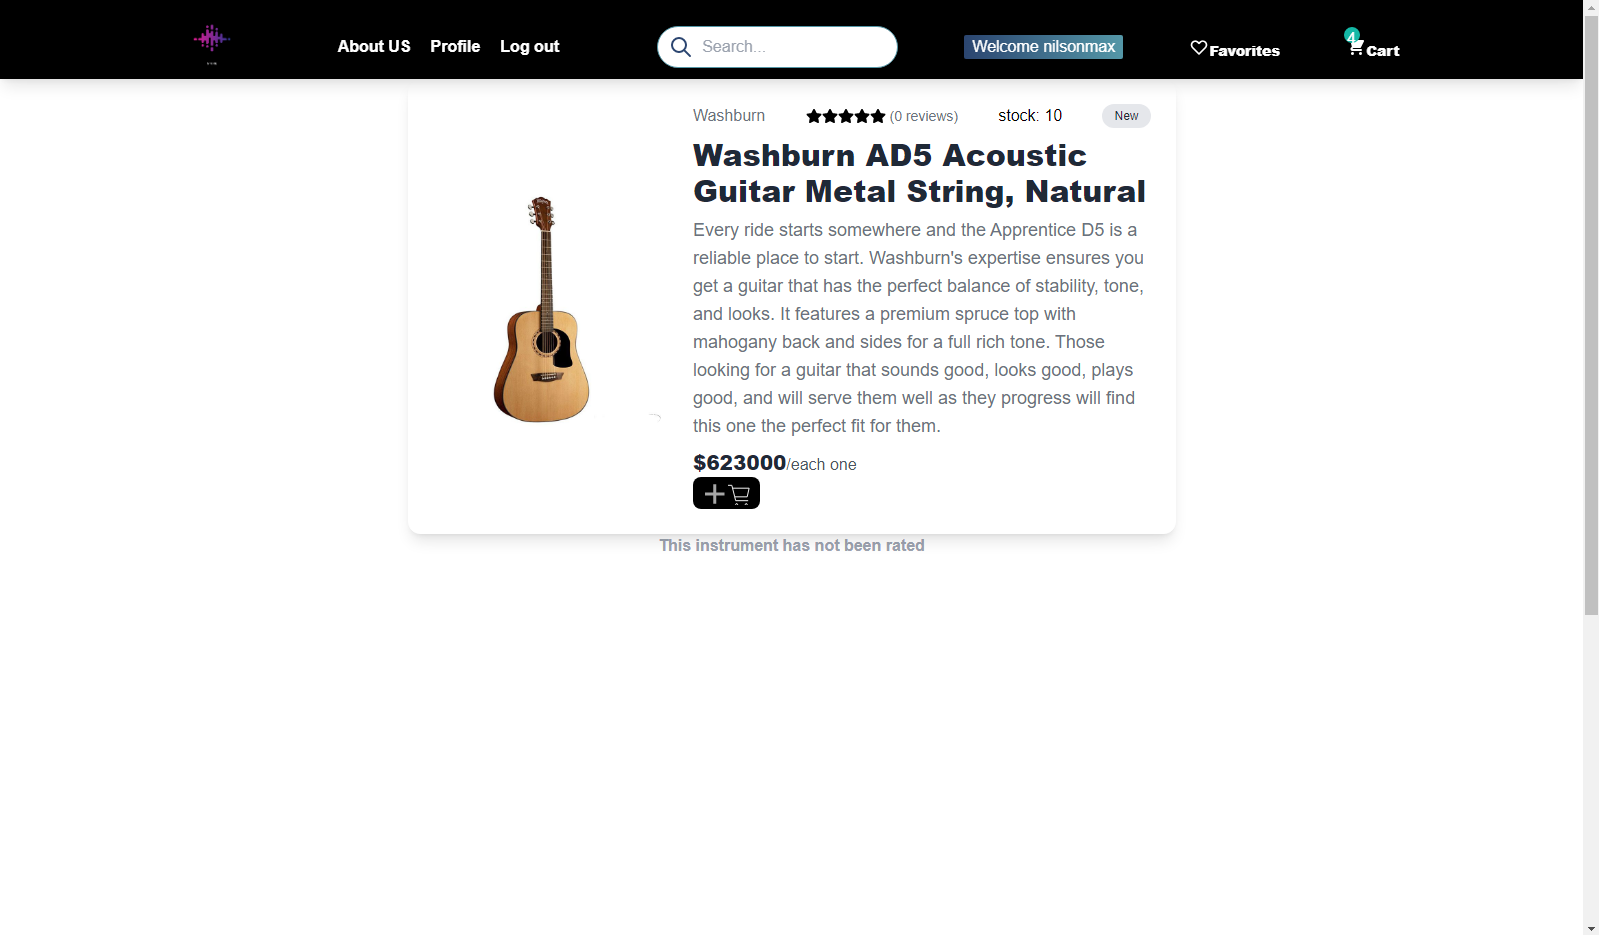 About US
Profile
Log out
Search...
Welcome nilsonmax
Favorites
4
Cart
Washburn
(0 reviews)
stock: 10
New
Washburn AD5 Acoustic
Guitar Metal String, Natural
Every ride starts somewhere and the Apprentice D5 is a
reliable place to start. Washburn's expertise ensures you
get a guitar that has the perfect balance of stability, tone,
and looks. It features a premium spruce top with
mahogany back and sides for a full rich tone. Those
looking for a guitar that sounds good, looks good, plays
good, and will serve them well as they progress will find
this one the perfect fit for them.
$623000/each one
This instrument has not been rated